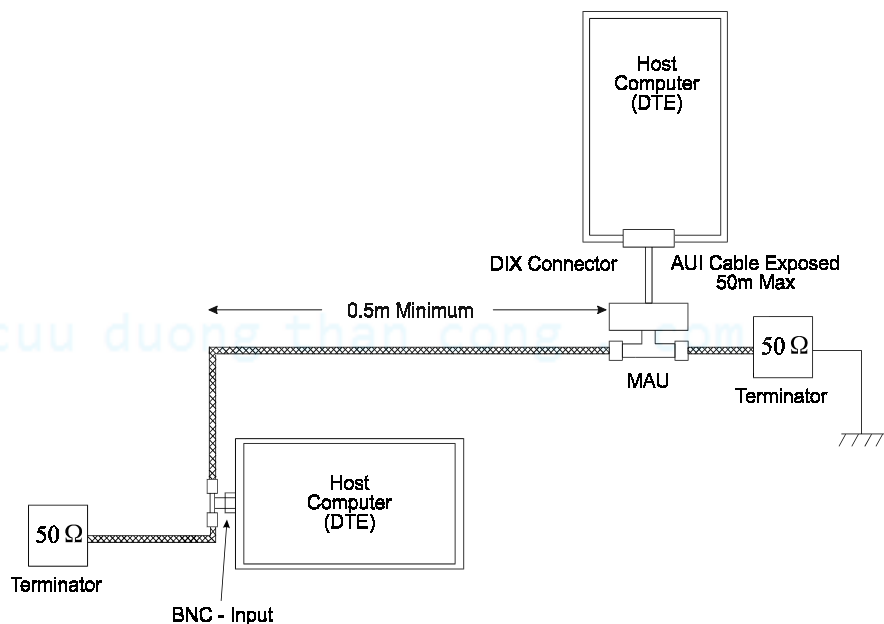 Host
Computer
(DTE)
DIX Connector
AUI Cable Exposed
50m Max
0.5m Minimum
cuu duong than cong . com
50 Ω
MAU
Terminator
Host
Computer
(DTE)
50 Ω
Terminator
BNC - Input